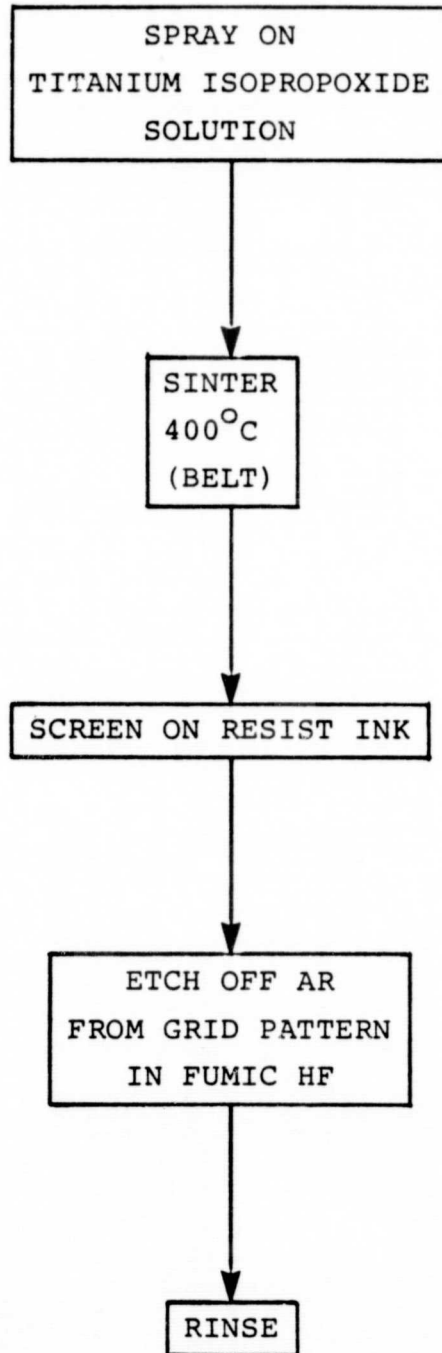 SPRAY ON
TITANIUM ISOPROPOXIDE
SOLUTION
SINTER
400°C
(BELT)
SCREEN ON RESIST INK
ETCH OFF AR
FROM GRID PATTERN
IN FUMIC HF
RINSE